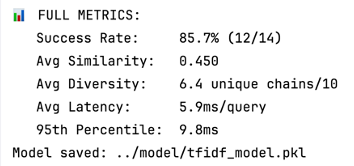 📊 FULL METRICS:
Success Rate: 85.7% (12/14)
Avg Similarity: 0.450
Avg Diversity: 6.4 unique chains/10
Avg Latency: 5.9ms/query
95th Percentile: 9.8ms
Model saved: ../model/tfidf_model.pkl